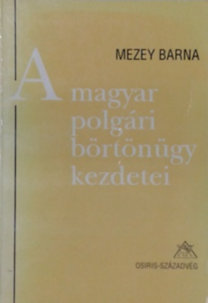 MEZEY BARNA
A magyar
polgári
börtönügy
kezdetei
OSIRIS-SZÁZADVÉG